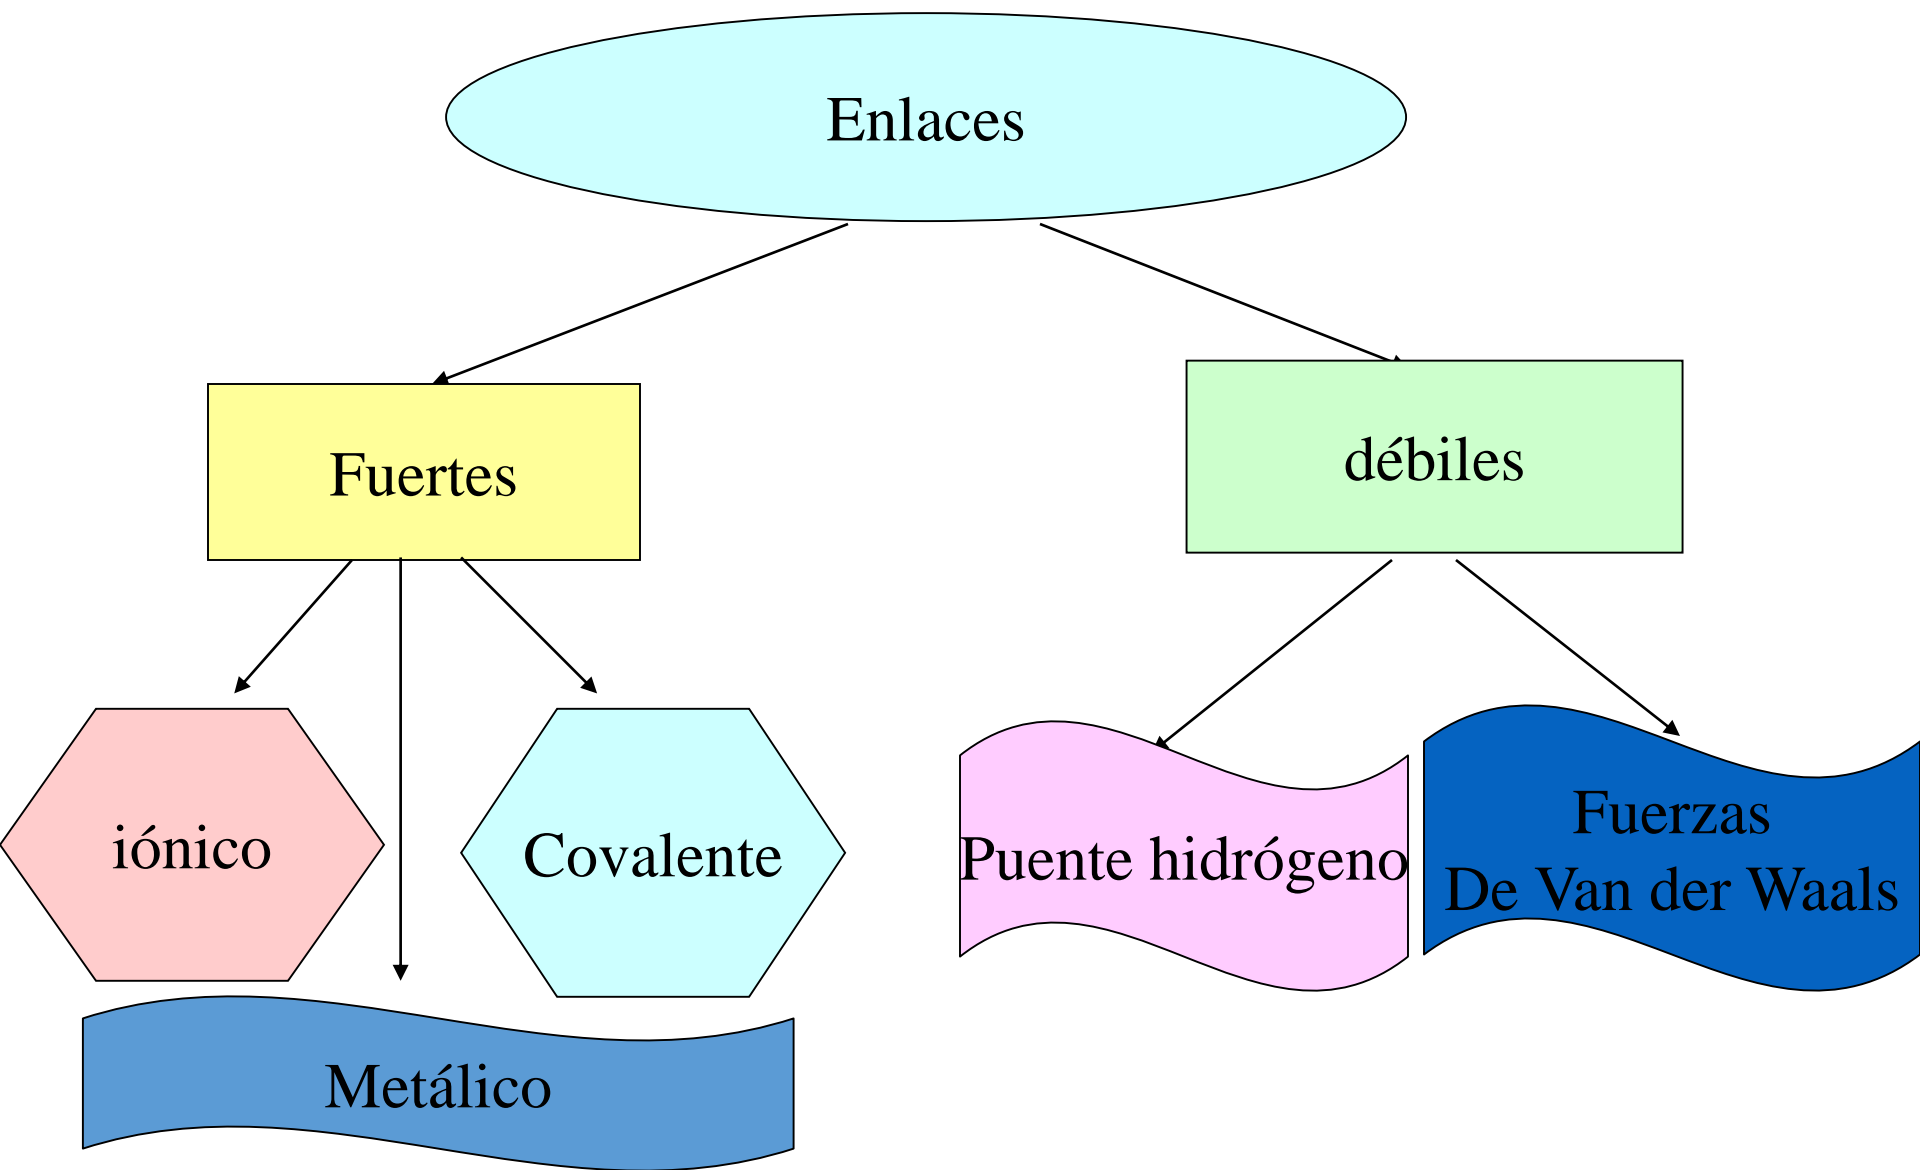 Enlaces
Fuertes
débiles
iónico
Covalente
Puente hidrógeno
Fuerzas
De Van der Waals
Metálico